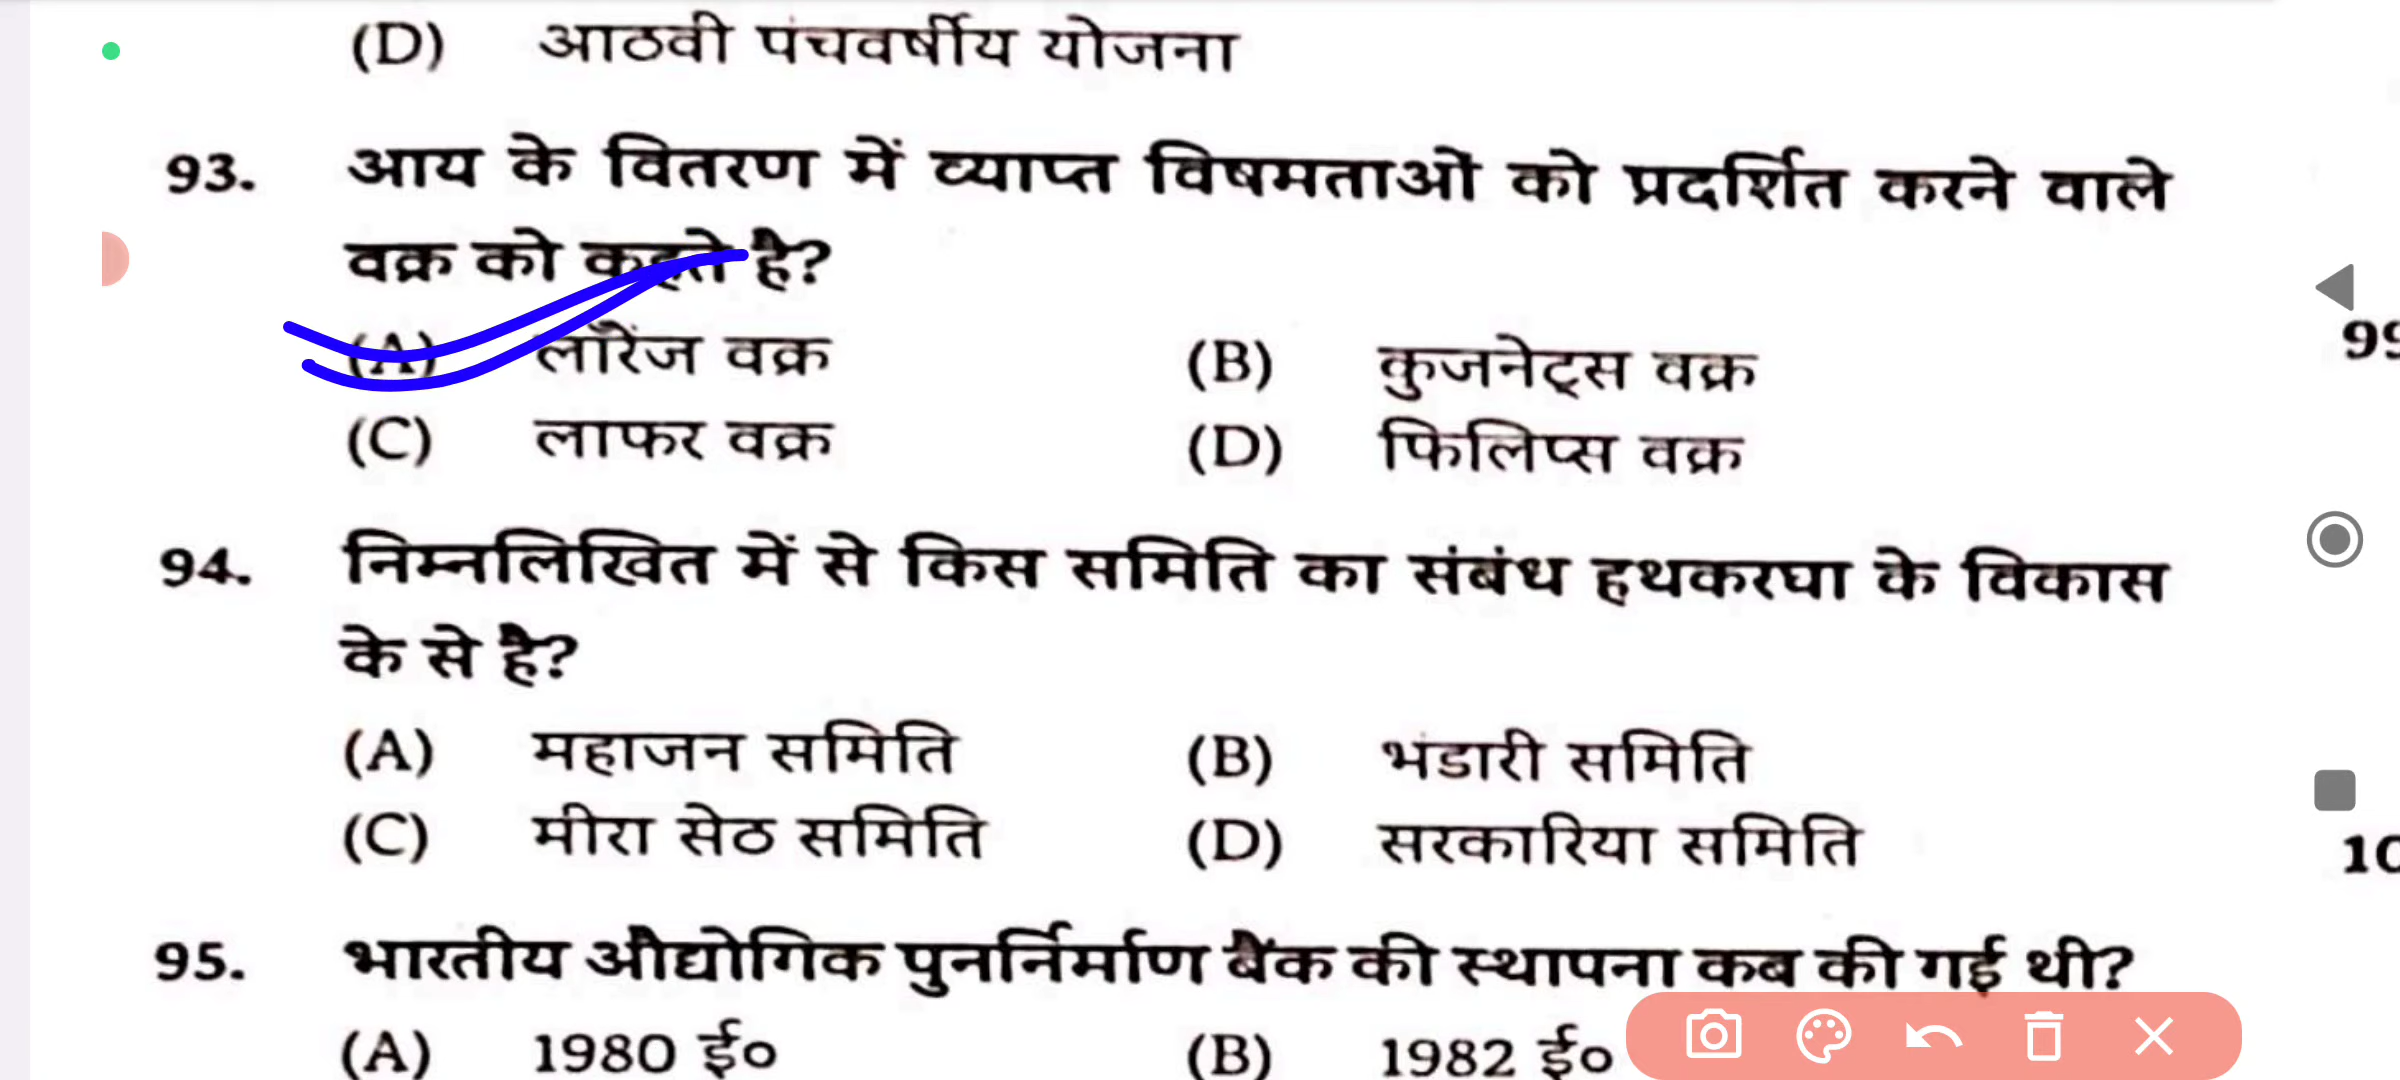 (D) आठवी पंचवर्षीय योजना
93. आय के वितरण में व्याप्त विषमताओं को प्रदर्शित करने वाले
वक्र को कहते है?
(A) लॉरेंज वक्र (B) कुजनेट्स वक्र
(C) लाफर वक्र (D) फिलिप्स वक्र
94. निम्नलिखित में से किस समिति का संबंध हथकरघा के विकास
के से है?
(A) महाजन समिति (B) भंडारी समिति
(C) मीरा सेठ समिति (D) सरकारिया समिति
95. भारतीय औद्योगिक पुनर्निर्माण बैंक की स्थापना कब की गई थी?
(A) 1980 ई० (B) 1982 ई०